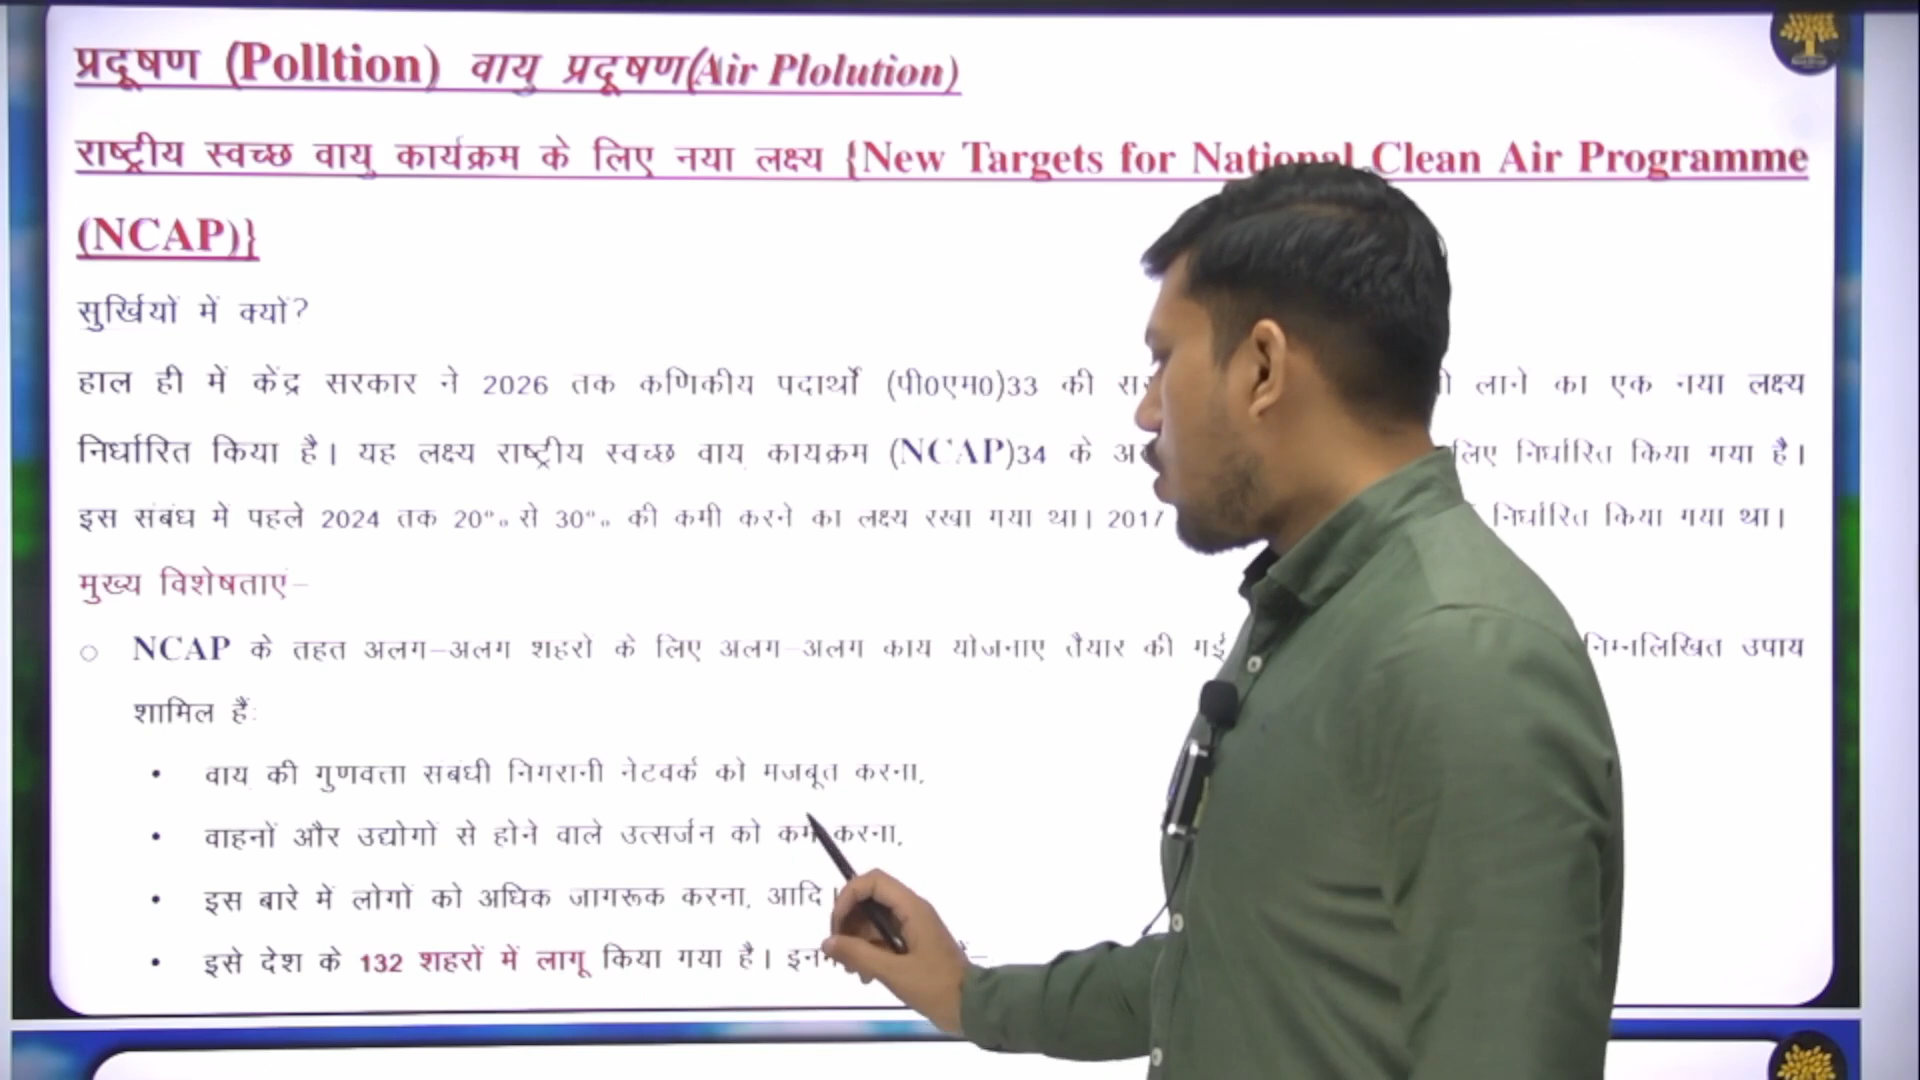 प्रदूषण (Polltion) वायु प्रदूषण(Air Plolution)
राष्ट्रीय स्वच्छ वायु कार्यक्रम के लिए नया लक्ष्य {New Targets for National Clean Air Programme
(NCAP)}
सुर्खियों में क्यों?
हाल ही में केंद्र सरकार ने 2026 तक कणिकीय पदार्थों (पी0एम0)33 की लाने का एक नया लक्ष्य
निर्धारित किया है। यह लक्ष्य राष्ट्रीय स्वच्छ वाय कायक्रम (NCAP)34 के लिए निर्धारित किया गया है।
इस संबंध में पहले 2024 तक 20% से 30% की कमी करने का लक्ष्य रखा गया था। 2017 निर्धारित किया गया था।
मुख्य विशेषताएं–
○ NCAP के तहत अलग–अलग शहरो के लिए अलग–अलग काय योजनाए तैयार की गई निम्नलिखित उपाय
शामिल हैं:
• वाय की गुणवत्ता सबंधी निगरानी नेटवर्क को मजबूत करना,
• वाहनों और उद्योगों से होने वाले उत्सर्जन को कम करना,
• इस बारे में लोगों को अधिक जागरूक करना, आदि।
• इसे देश के 132 शहरों में लागू किया गया है।